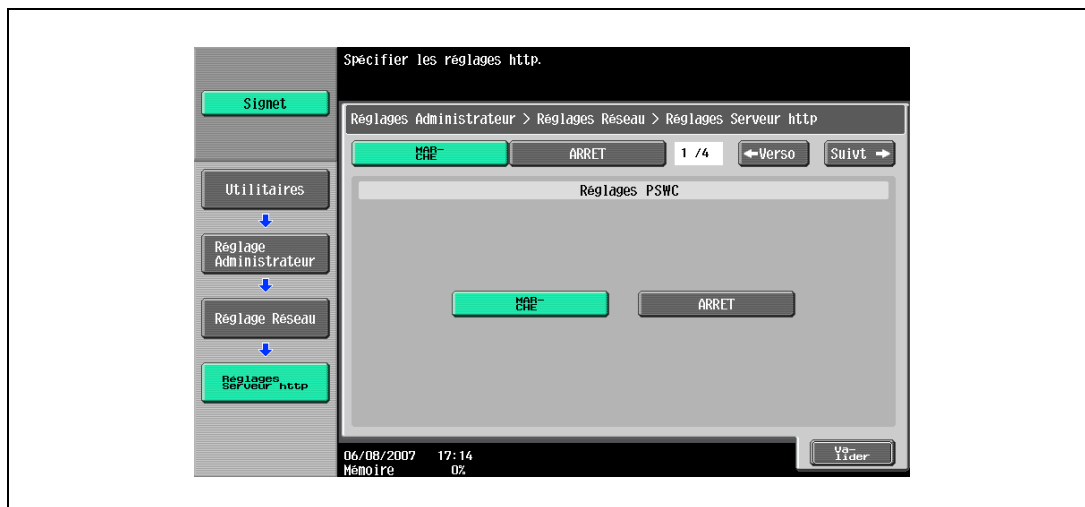 Spécifier les réglages http.
Signet
Réglages Administrateur > Réglages Réseau > Réglages Serveur http
MAR-
CHE
ARRET
1 /4
←Verso
Suivt →
Utilitaires
Réglages PSWC
Réglage
Administrateur
MAR-
CHE
ARRET
Réglage Réseau
Réglages
Serveur http
Va-
lider
06/08/2007 17:14
Mémoire 0%